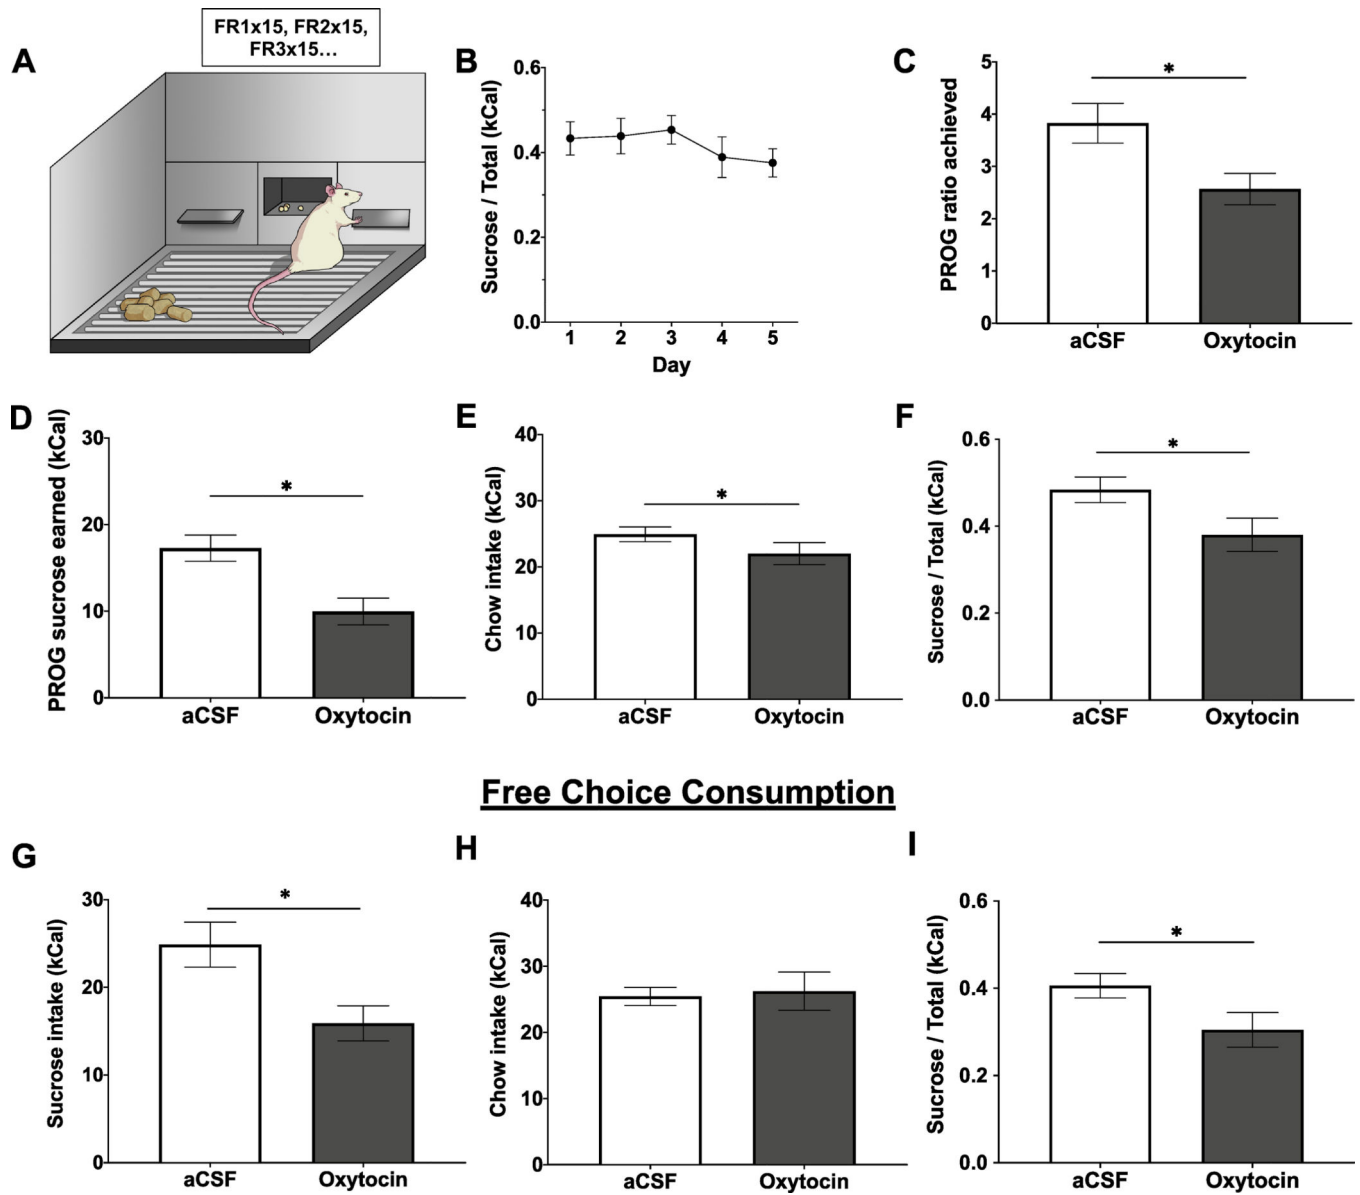 FR1x15, FR2x15,
FR3x15...
A
B
Sucrose / Total (kCal)
0.6
0.4
0.2
0.0
1 2 3 4 5
Day
C
PROG ratio achieved
5
4
3
2
1
0
*
aCSF Oxytocin
D
PROG sucrose earned (kCal)
30
20
10
0
*
aCSF Oxytocin
E
Chow intake (kCal)
40
30
20
10
0
*
aCSF Oxytocin
F
Sucrose / Total (kCal)
0.6
0.4
0.2
0.0
*
aCSF Oxytocin
Free Choice Consumption
G
Sucrose intake (kCal)
30
20
10
0
*
aCSF Oxytocin
H
Chow intake (kCal)
40
30
20
10
0
aCSF Oxytocin
I
Sucrose / Total (kCal)
0.6
0.4
0.2
0.0
*
aCSF Oxytocin